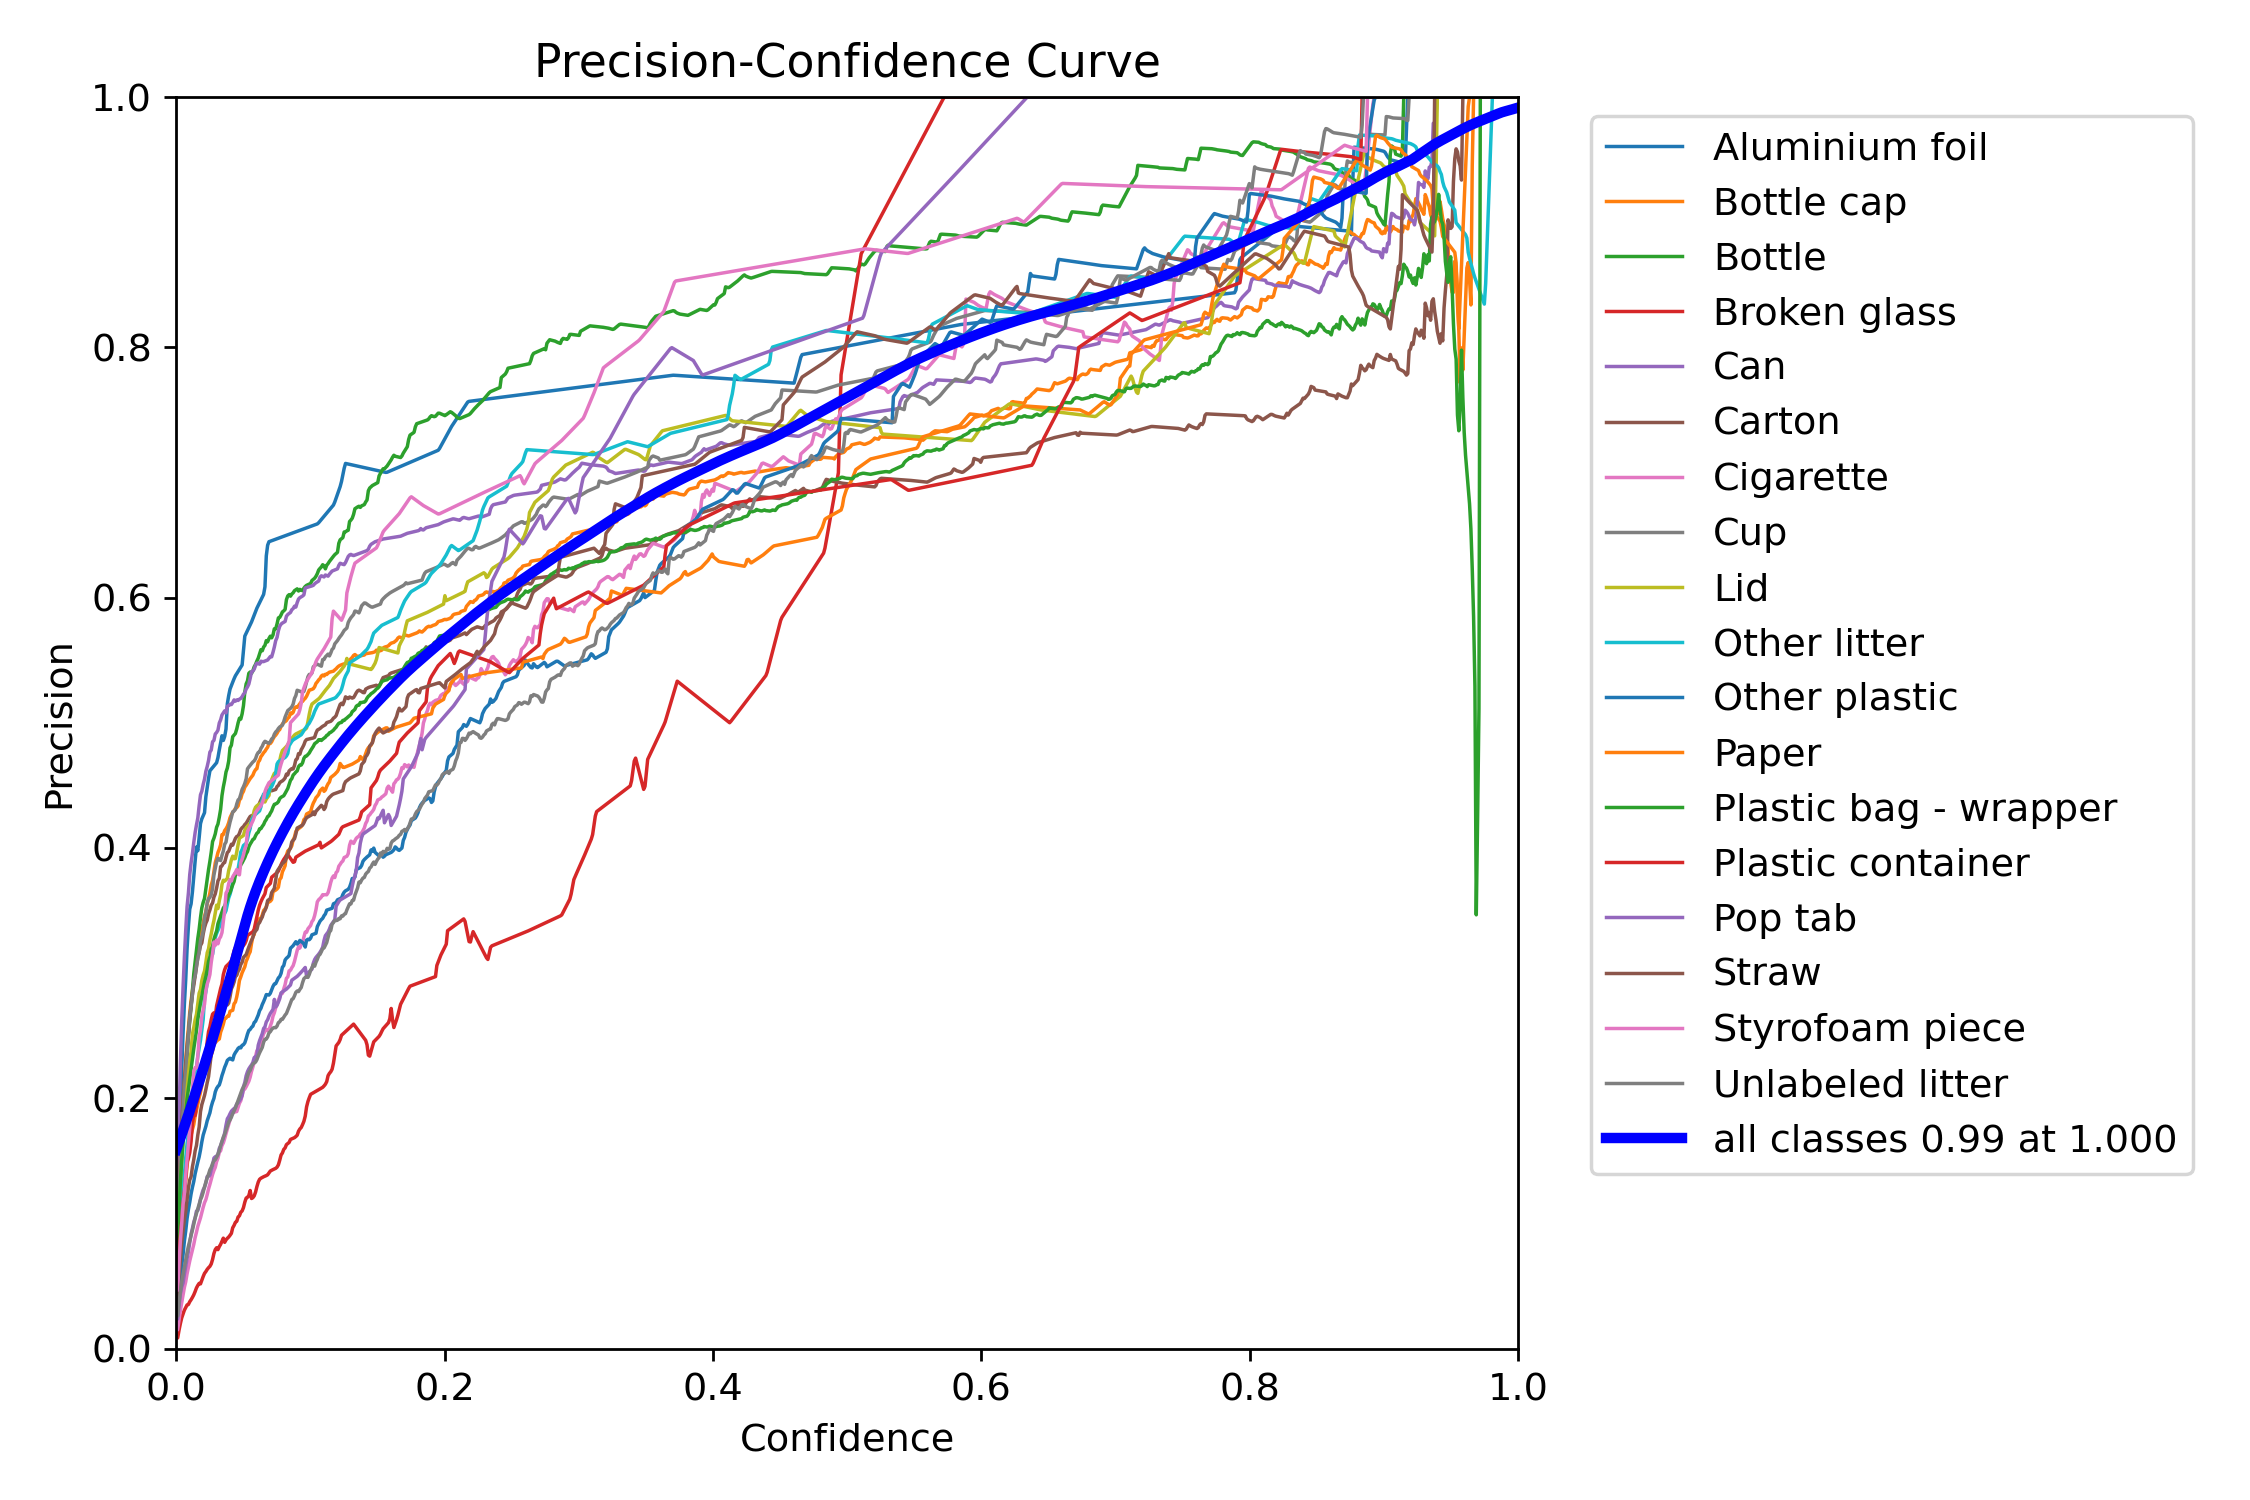 Precision-Confidence Curve
1.0
0.8
0.6
0.4
0.2
0.0
Precision
0.0 0.2 0.4 0.6 0.8 1.0
Confidence
Aluminium foil
Bottle cap
Bottle
Broken glass
Can
Carton
Cigarette
Cup
Lid
Other litter
Other plastic
Paper
Plastic bag - wrapper
Plastic container
Pop tab
Straw
Styrofoam piece
Unlabeled litter
all classes 0.99 at 1.000